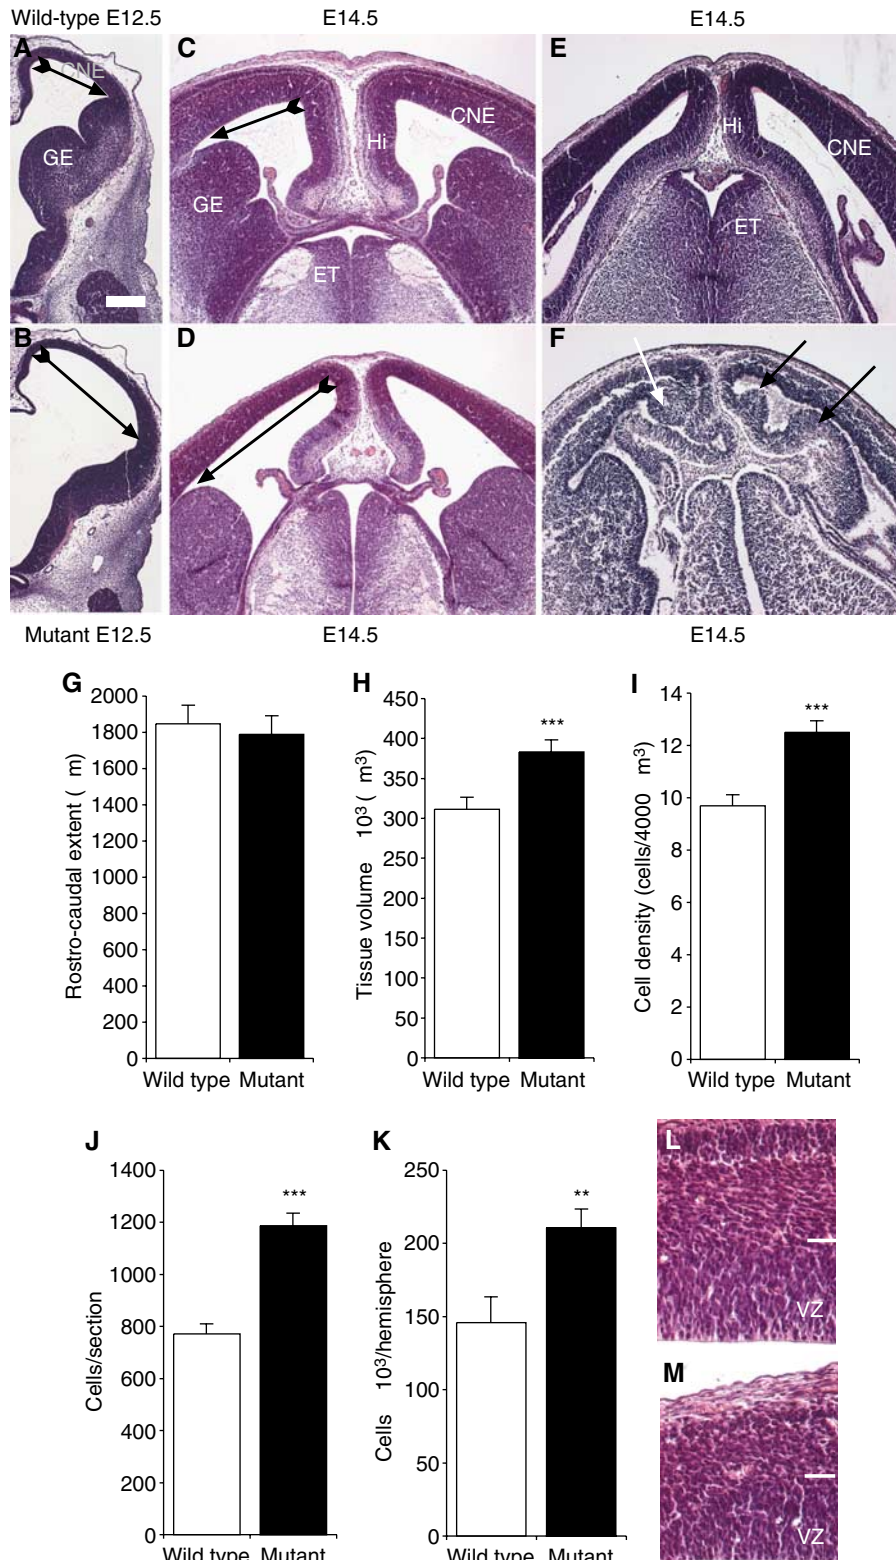 Wild-type E12.5 E14.5 E14.5
A CNE C E
GE GE Hi CNE ET Hi CNE ET
B D F
Mutant E12.5 E14.5 E14.5
G
2000
1800
1600
1400
1200
1000
800
600
400
200
0
Rostro-caudal extent ( m)
Wild type Mutant
H
450
400
350
300
250
200
150
100
50
0
Tissue volume 10³ ( m³)
***
Wild type Mutant
I
14
12
10
8
6
4
2
0
Cell density (cells/4000 m³)
***
Wild type Mutant
J
1400
1200
1000
800
600
400
200
0
Cells/section
***
Wild type Mutant
K
250
200
150
100
50
0
Cells 10³/hemisphere
**
Wild type Mutant
L
VZ
M
VZ